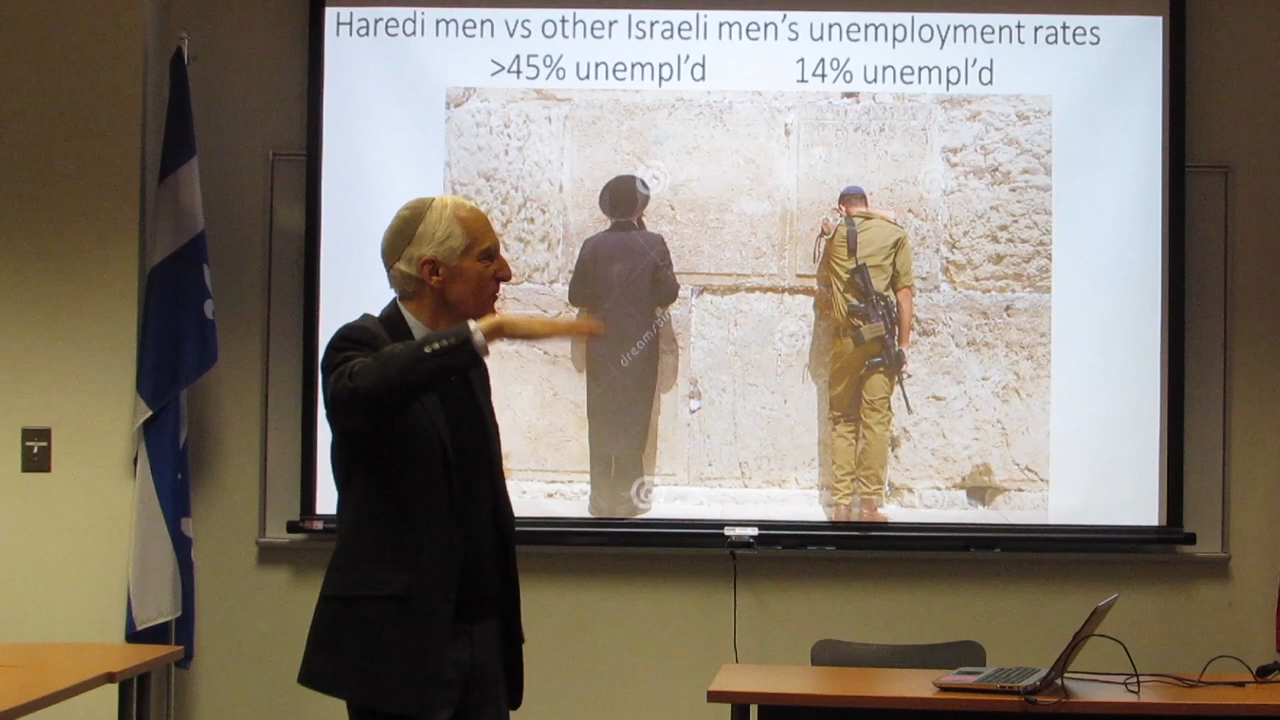 Haredi men vs other Israeli men's unemployment rates
>45% unempl'd 14% unempl'd